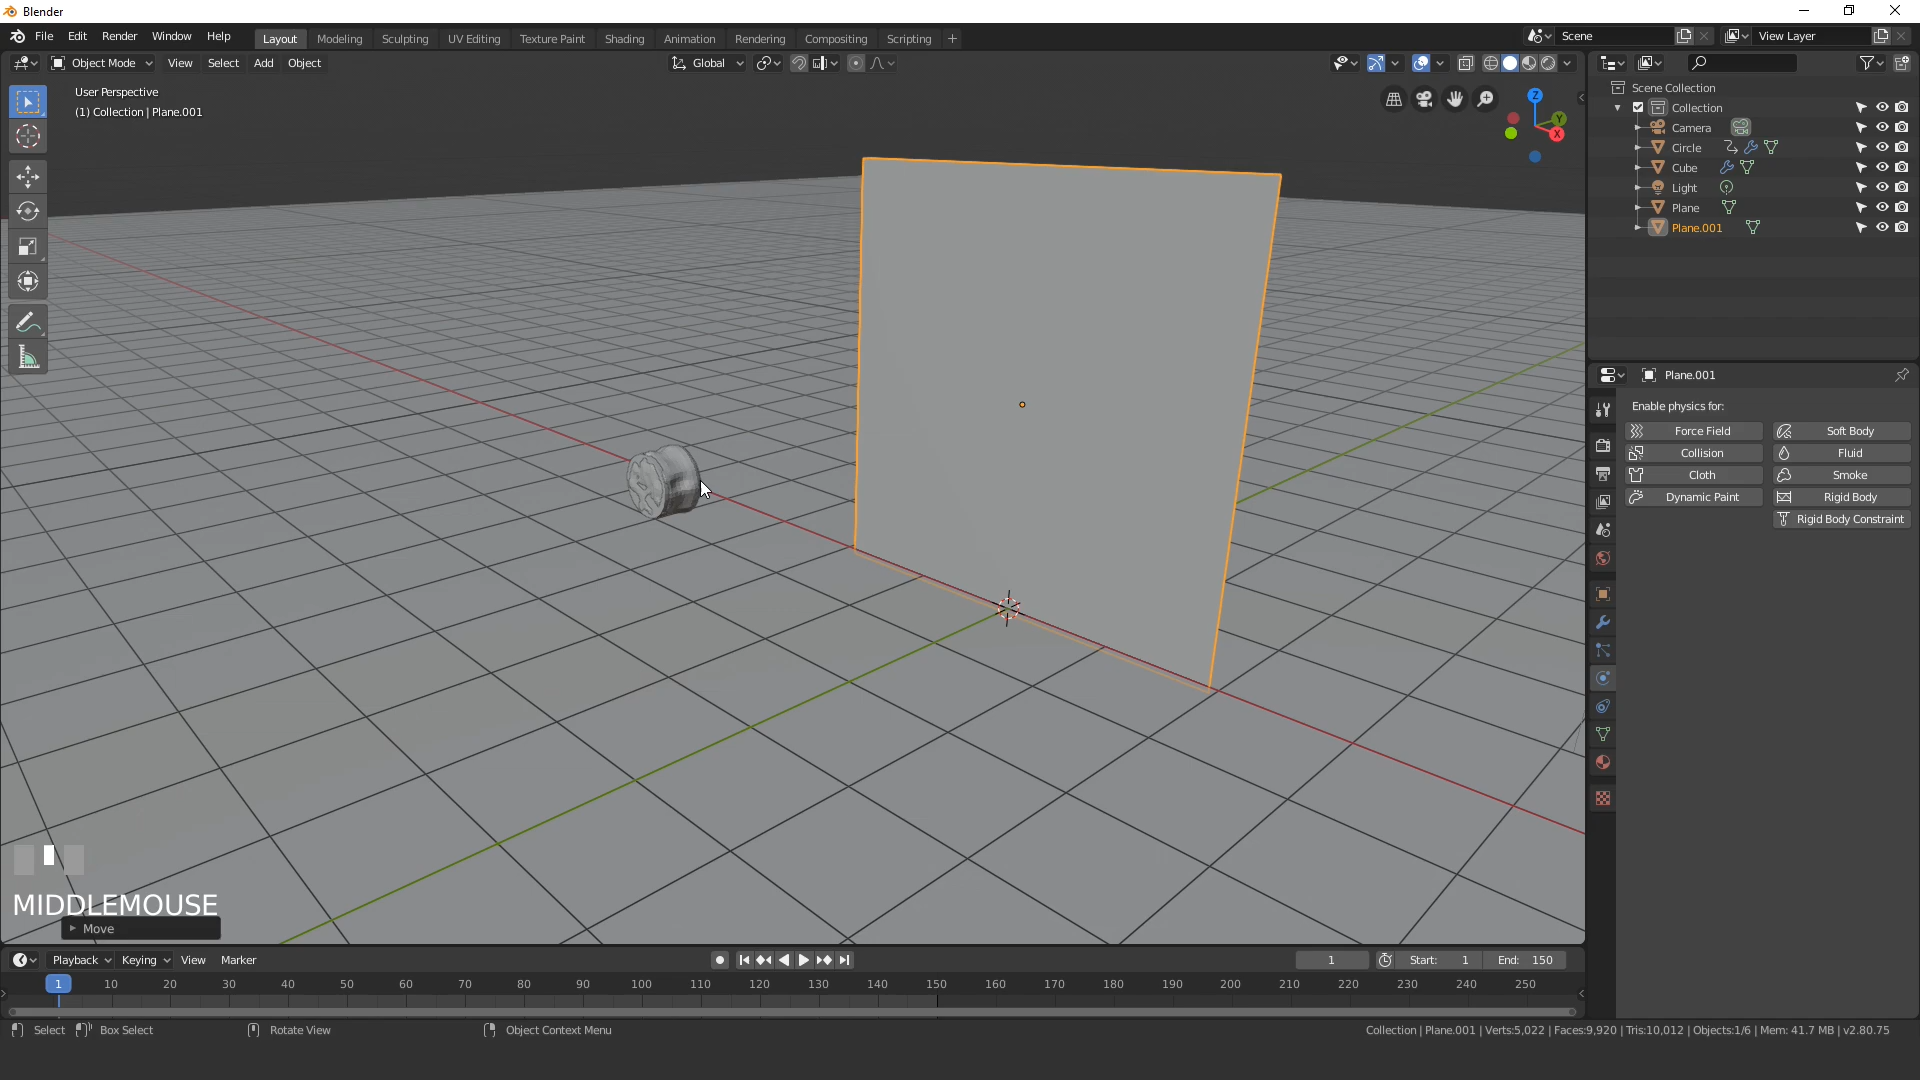 Blender
File Edit Render Window Help Layout Modeling Sculpting UV Editing Texture Paint Shading Animation Rendering Compositing Scripting + Scene View Layer
Object Mode View Select Add Object Global
User Perspective
(1) Collection | Plane.001
Z
Y
X
Scene Collection
Collection
Camera
Circle
Cube
Light
Plane
Plane.001
Plane.001
Enable physics for:
Force Field Soft Body
Collision Fluid
Cloth Smoke
Dynamic Paint Rigid Body
Rigid Body Constraint
MIDDLEMOUSE
Move
Playback Keying View Marker 1 Start: 1 End: 150
1 10 20 30 40 50 60 70 80 90 100 110 120 130 140 150 160 170 180 190 200 210 220 230 240 250
Select Box Select Rotate View Object Context Menu Collection | Plane.001 | Verts:5,022 | Faces:9,920 | Tris:10,012 | Objects:1/6 | Mem: 41.7 MB | v2.80.75